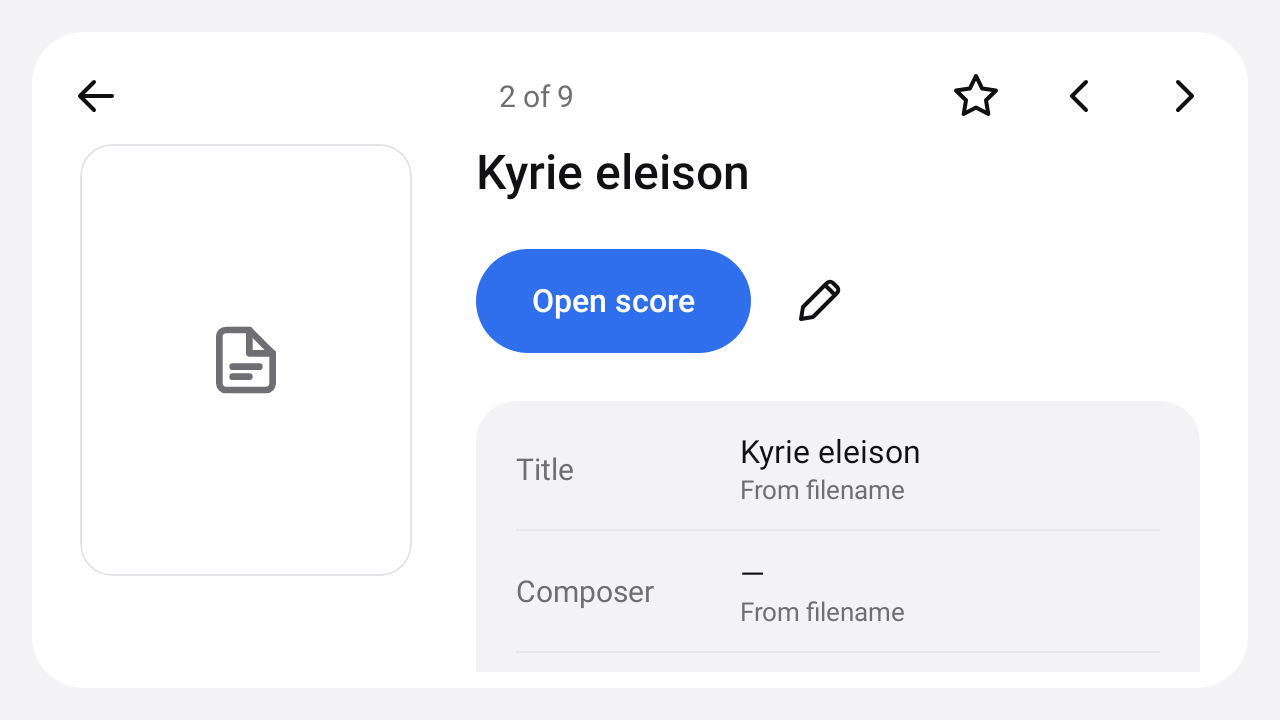 2 of 9
Kyrie eleison
Open score
Title
Kyrie eleison
From filename
Composer
—
From filename